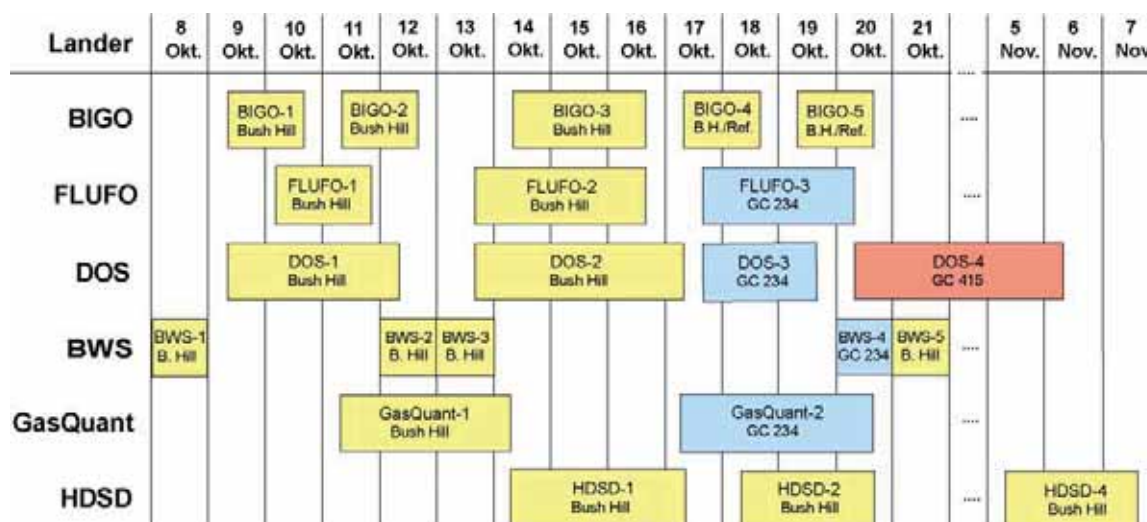 Lander 8 9 10 11 12 13 14 15 16 17 18 19 20 21 5 6 7
Okt. Okt. Okt. Okt. Okt. Okt. Okt. Okt. Okt. Okt. Okt. Okt. Okt. Okt. .... Nov. Nov. Nov
BIGO BIGO-1 BIGO-2 BIGO-3 BIGO-4 BIGO-5 ....
Bush Hill Bush Hill Bush Hill B.H./Ref. B.H./Ref.
FLUFO FLUFO-1 FLUFO-2 FLUFO-3 ....
Bush Hill Bush Hill GC 234
DOS DOS-1 DOS-2 DOS-3 DOS-4
Bush Hill Bush Hill GC 234 GC 415
BWS BWS-1 BWS-2 BWS-3 BWS-4 BWS-5 ....
B. Hill B. Hill B. Hill GC 234 B. Hill
GasQuant GasQuant-1 GasQuant-2 ....
Bush Hill GC 234
HDSD HDSD-1 HDSD-2 .... HDSD-4
Bush Hill Bush Hill Bush Hill